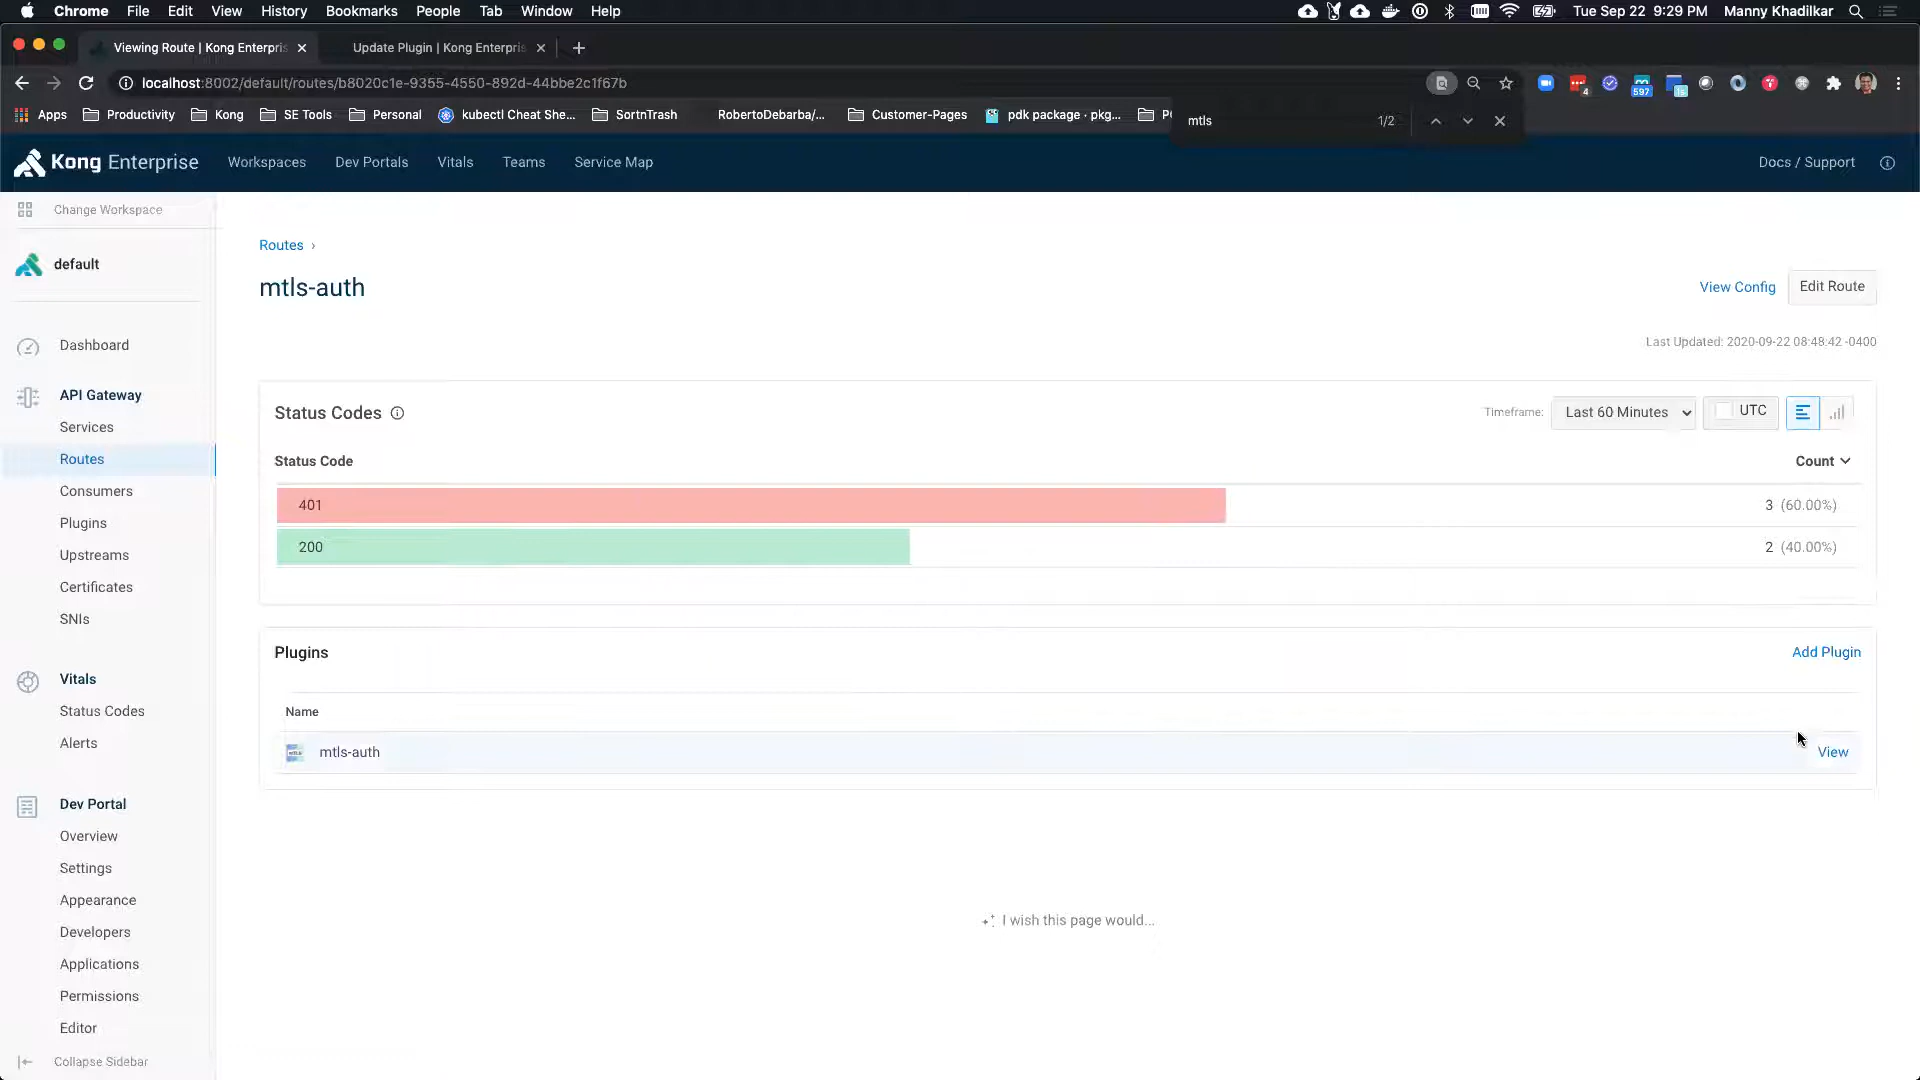 Chrome File Edit View History Bookmarks People Tab Window Help Tue Sep 22 9:29 PM Manny Khadilkar
Viewing Route | Kong Enterpris Update Plugin | Kong Enterpris
localhost:8002/default/routes/b8020c1e-9355-4550-892d-44bbe2c1f67b 4 597
Apps Productivity Kong SE Tools Personal kubectl Cheat She... SortnTrash RobertoDebarba/... Customer-Pages pdk package · pkg...
mtls 1/2
Kong Enterprise Workspaces Dev Portals Vitals Teams Service Map Docs / Support
Change Workspace
default
Dashboard
API Gateway
Services
Routes
Consumers
Plugins
Upstreams
Certificates
SNIs
Vitals
Status Codes
Alerts
Dev Portal
Overview
Settings
Appearance
Developers
Applications
Permissions
Editor
Collapse Sidebar
Routes ›
mtls-auth
View Config Edit Route
Last Updated: 2020-09-22 08:48:42 -0400
Status Codes
Timeframe: Last 60 Minutes UTC
Status Code Count
401 3 (60.00%)
200 2 (40.00%)
Plugins Add Plugin
Name
mtls-auth View
I wish this page would...